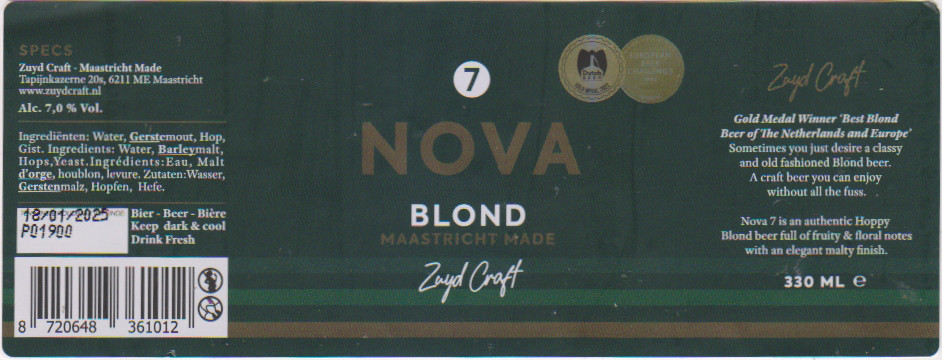 SPECS
Zuyd Craft - Maastricht Made
Tapijnkazerne 20s, 6211 ME Maastricht
www.zuydcraft.nl
Alc. 7,0 % Vol.
Ingrediënten: Water, Gerstemout, Hop,
Gist. Ingredients: Water, Barleymalt,
Hops,Yeast.Ingrédients:Eau, Malt
d'orge, houblon, levure. Zutaten:Wasser,
Gerstenmalz, Hopfen, Hefe.
18/01/2025
P01900
Bier - Beer - Bière
Keep dark & cool
Drink Fresh
8 720648 361012
7
NOVA
BLOND
MAASTRICHT MADE
Zuyd Craft
EUROPEAN
BEER
CHALLENGE
Zuyd Craft
Gold Medal Winner 'Best Blond
Beer of The Netherlands and Europe'
Sometimes you just desire a classy
and old fashioned Blond beer.
A craft beer you can enjoy
without all the fuss.
Nova 7 is an authentic Hoppy
Blond beer full of fruity & floral notes
with an elegant malty finish.
330 ML e